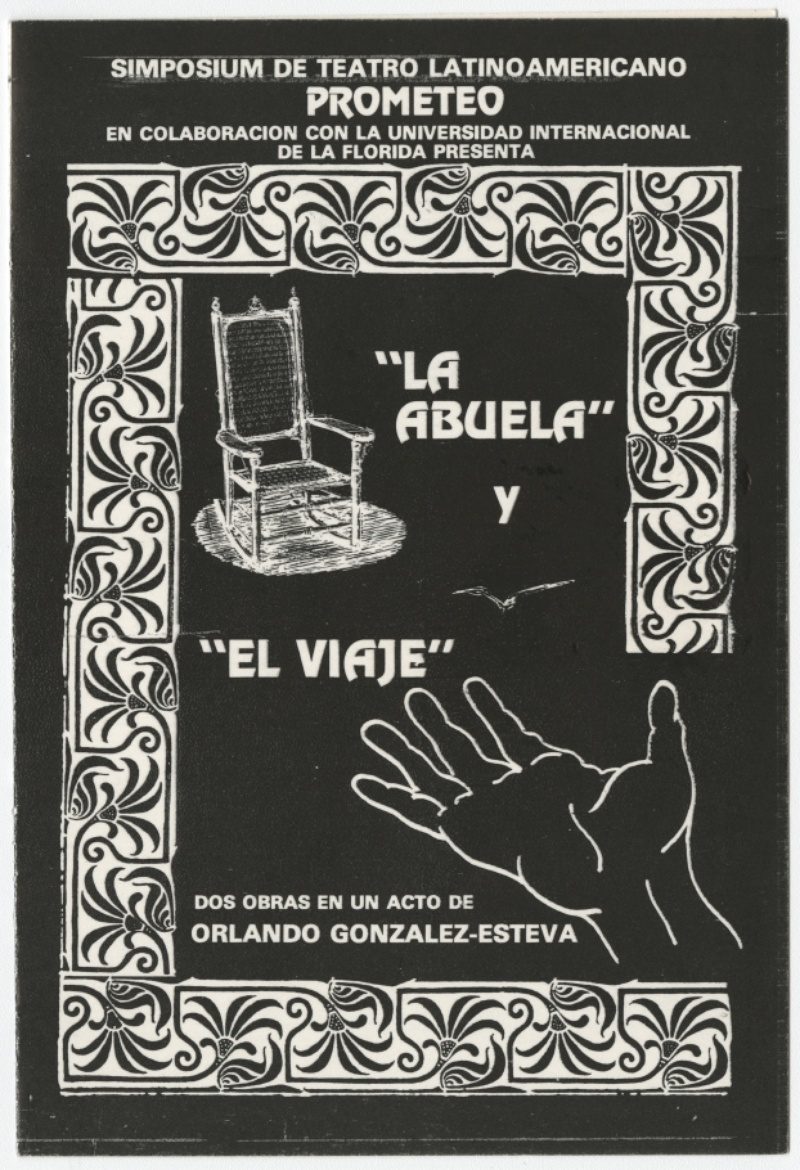 SIMPOSIUM DE TEATRO LATINOAMERICANO
PROMETEO
EN COLABORACION CON LA UNIVERSIDAD INTERNACIONAL
DE LA FLORIDA PRESENTA
"LA
ABUELA"
y
"EL VIAJE"
DOS OBRAS EN UN ACTO DE
ORLANDO GONZALEZ-ESTEVA